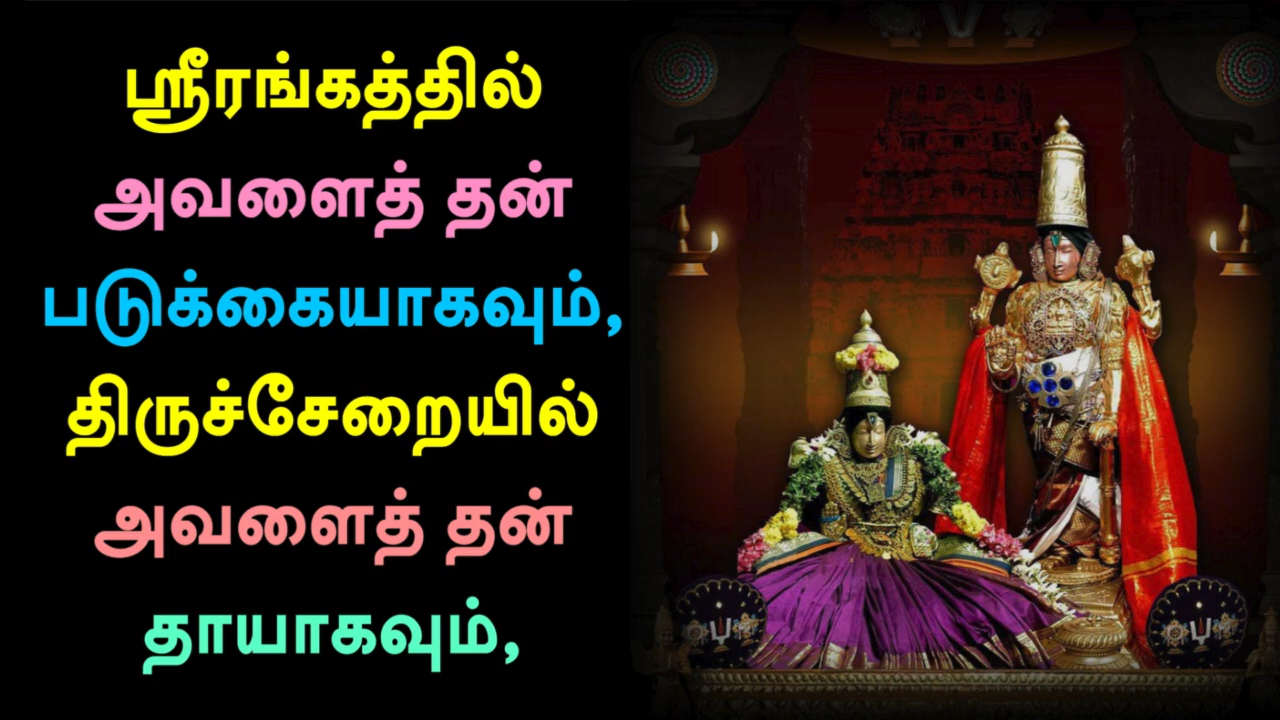 ஸ்ரீரங்கத்தில்
அவளைத் தன்
படுக்கையாகவும்,
திருச்சேறையில்
அவளைத் தன்
தாயாகவும்,